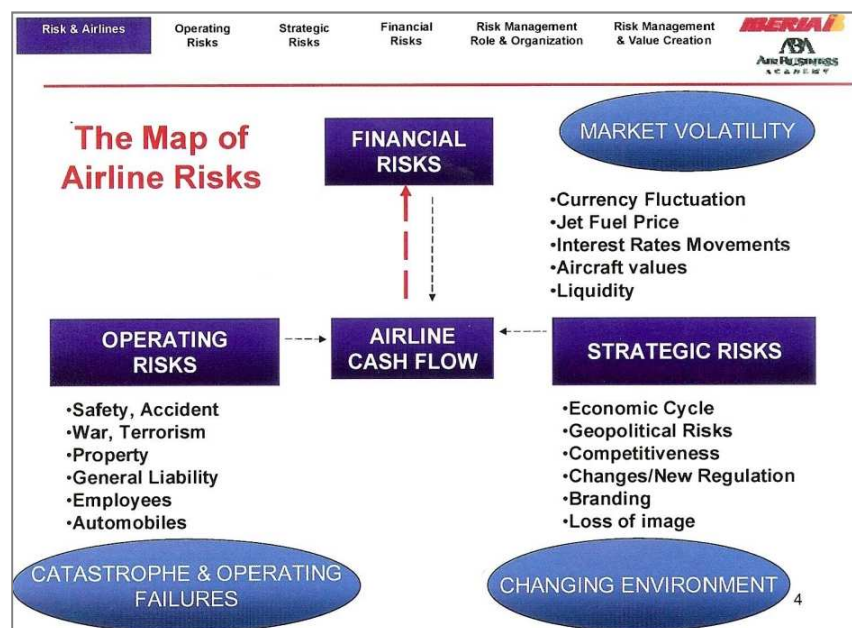 Risk & Airlines
Operating
Risks
Strategic
Risks
Financial
Risks
Risk Management
Role & Organization
Risk Management
& Value Creation
IBERIA IB
ABA
AIR BUSINESS
ACADEMY
The Map of
Airline Risks
FINANCIAL
RISKS
MARKET VOLATILITY
•Currency Fluctuation
•Jet Fuel Price
•Interest Rates Movements
•Aircraft values
•Liquidity
OPERATING
RISKS
AIRLINE
CASH FLOW
STRATEGIC RISKS
•Safety, Accident
•War, Terrorism
•Property
•General Liability
•Employees
•Automobiles
•Economic Cycle
•Geopolitical Risks
•Competitiveness
•Changes/New Regulation
•Branding
•Loss of image
CATASTROPHE & OPERATING
FAILURES
CHANGING ENVIRONMENT
4